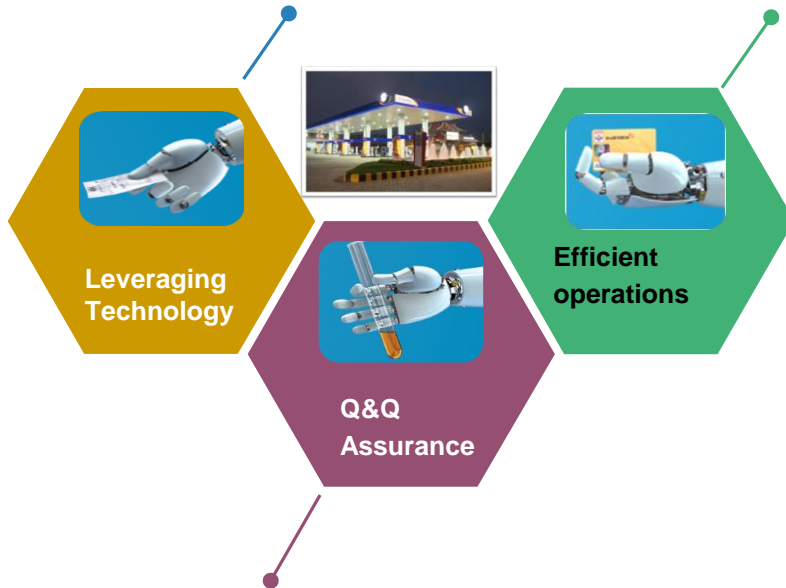 Leveraging
Technology
Q&Q
Assurance
Efficient
operations